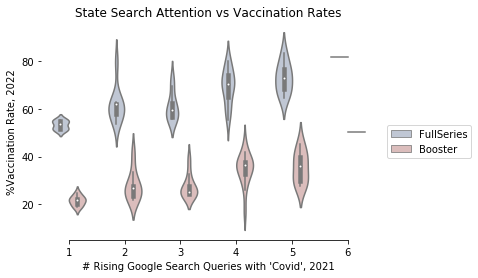 State Search Attention vs Vaccination Rates
%Vaccination Rate, 2022
80
60
40
20
1 2 3 4 5 6
# Rising Google Search Queries with 'Covid', 2021
FullSeries
Booster